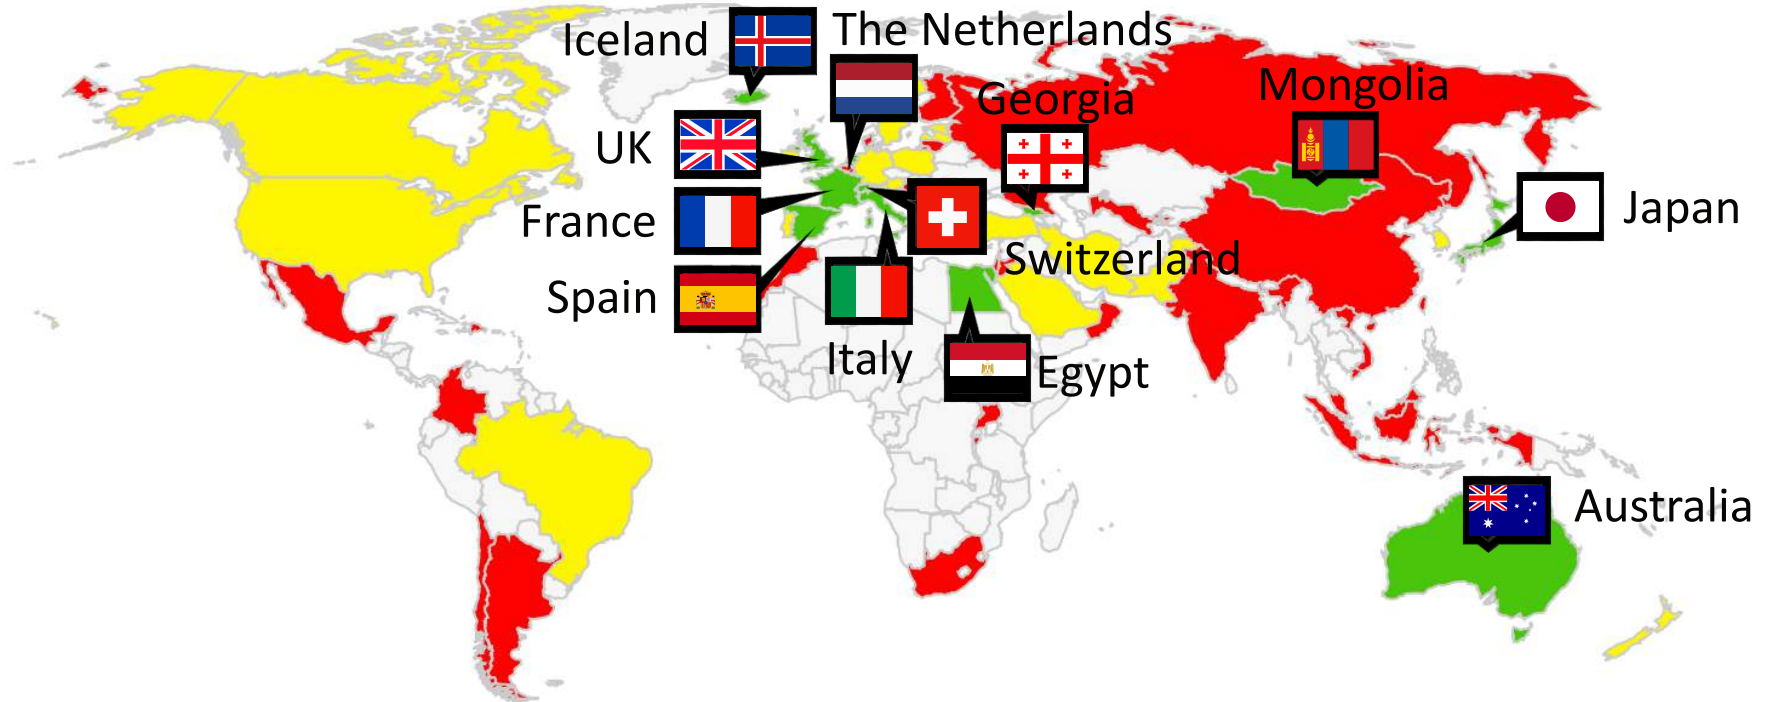 Iceland
The Netherlands
Georgia
Mongolia
UK
France
Japan
Switzerland
Spain
Italy
Egypt
Australia